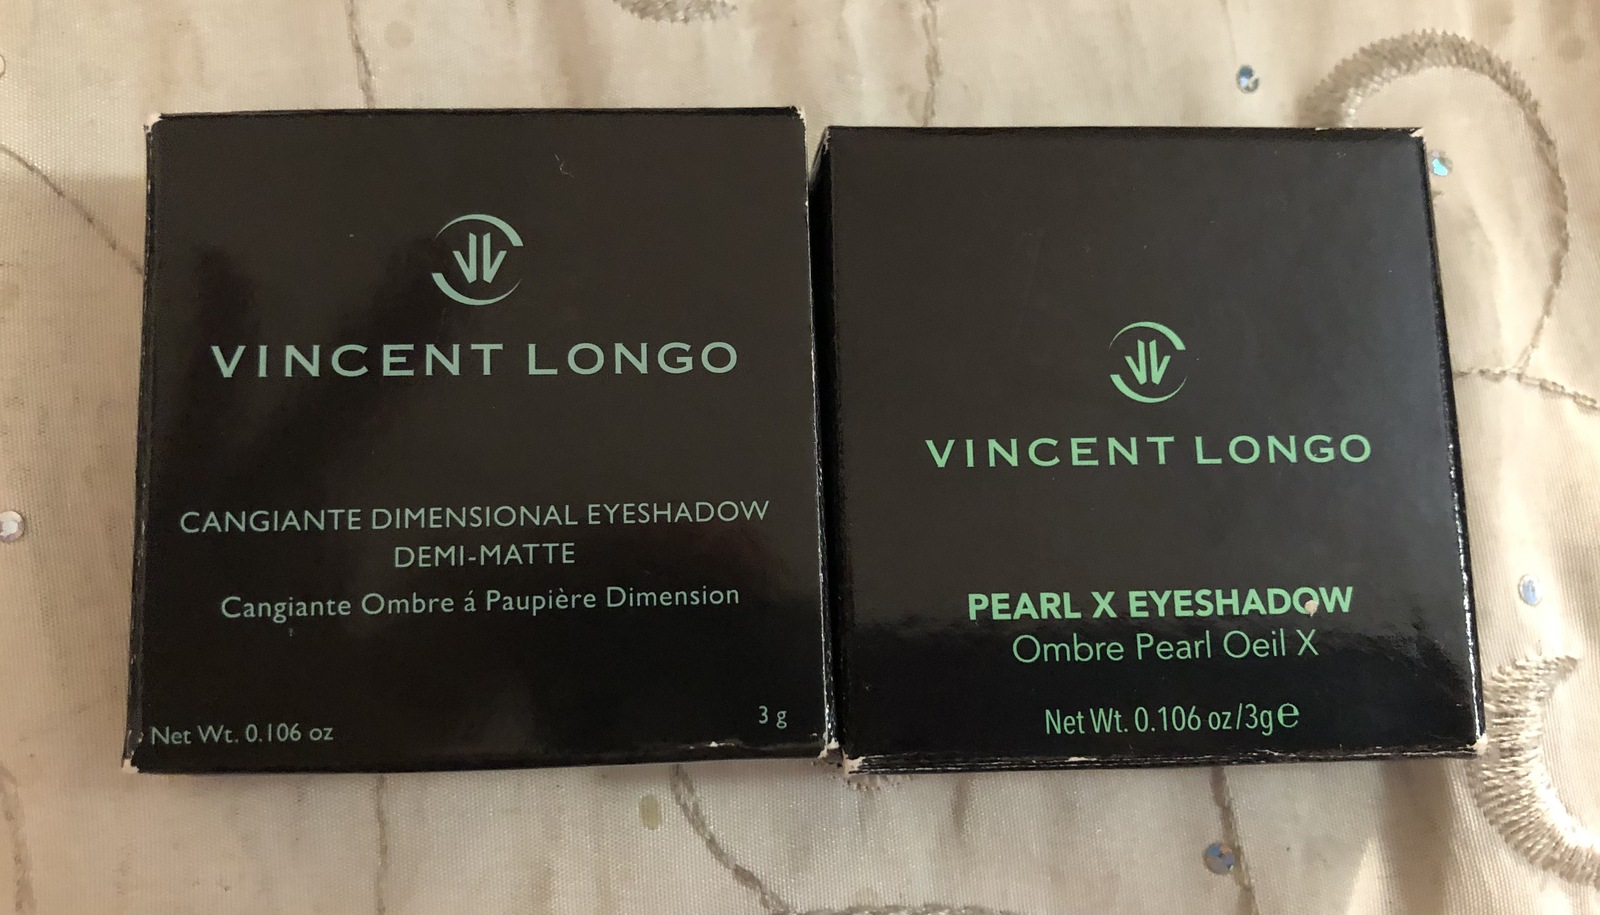 VINCENT LONGO
CANGIANTE DIMENSIONAL EYESHADOW
DEMI-MATTE
Cangiante Ombre á Paupière Dimension
Net Wt. 0.106 oz
3 g
VINCENT LONGO
PEARL X EYESHADOW
Ombre Pearl Oeil X
Net Wt. 0.106 oz/3g℮